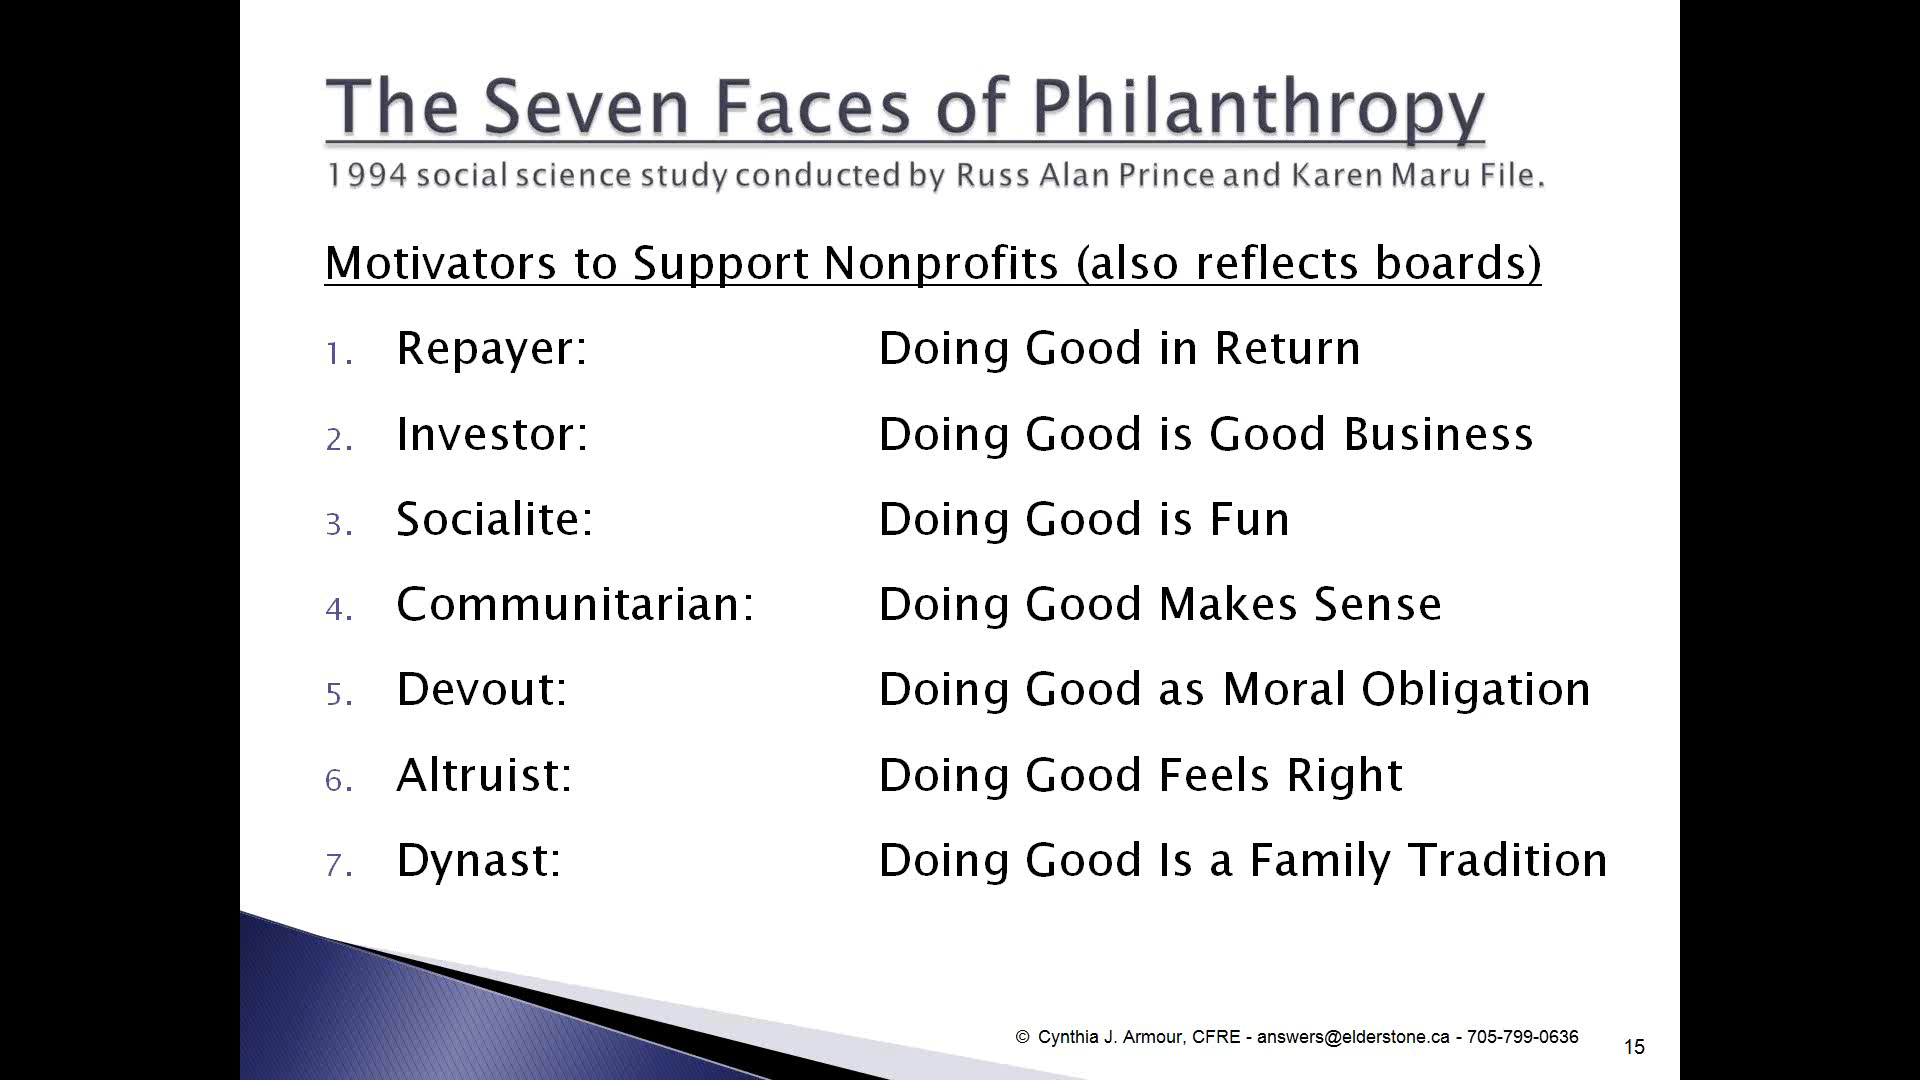 The Seven Faces of Philanthropy
1994 social science study conducted by Russ Alan Prince and Karen Maru File.
Motivators to Support Nonprofits (also reflects boards)
1. Repayer: Doing Good in Return
2. Investor: Doing Good is Good Business
3. Socialite: Doing Good is Fun
4. Communitarian: Doing Good Makes Sense
5. Devout: Doing Good as Moral Obligation
6. Altruist: Doing Good Feels Right
7. Dynast: Doing Good Is a Family Tradition
© Cynthia J. Armour, CFRE - answers@elderstone.ca - 705-799-0636
15